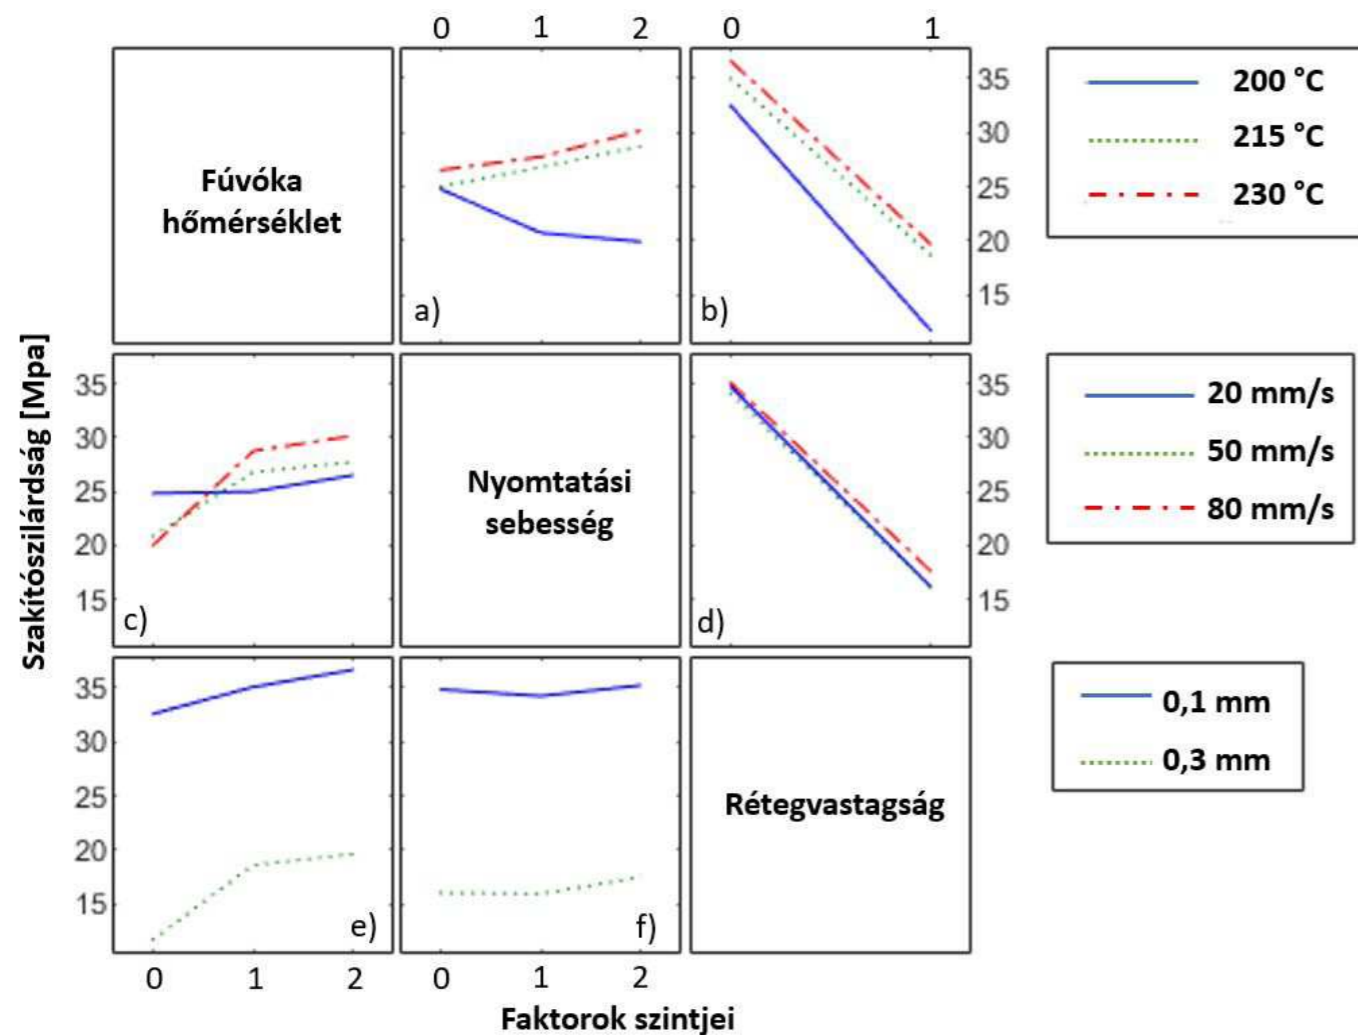 0 1 2
0 1
Fúvóka
hőmérséklet
a)
b)
35
30
25
20
15
200 °C
215 °C
230 °C
Szakítószilárdság [Mpa]
35
30
25
20
15
c)
Nyomtatási
sebesség
d)
35
30
25
20
15
20 mm/s
50 mm/s
80 mm/s
35
30
25
20
15
e)
f)
Rétegvastagság
0,1 mm
0,3 mm
0 1 2
0 1 2
Faktorok szintjei